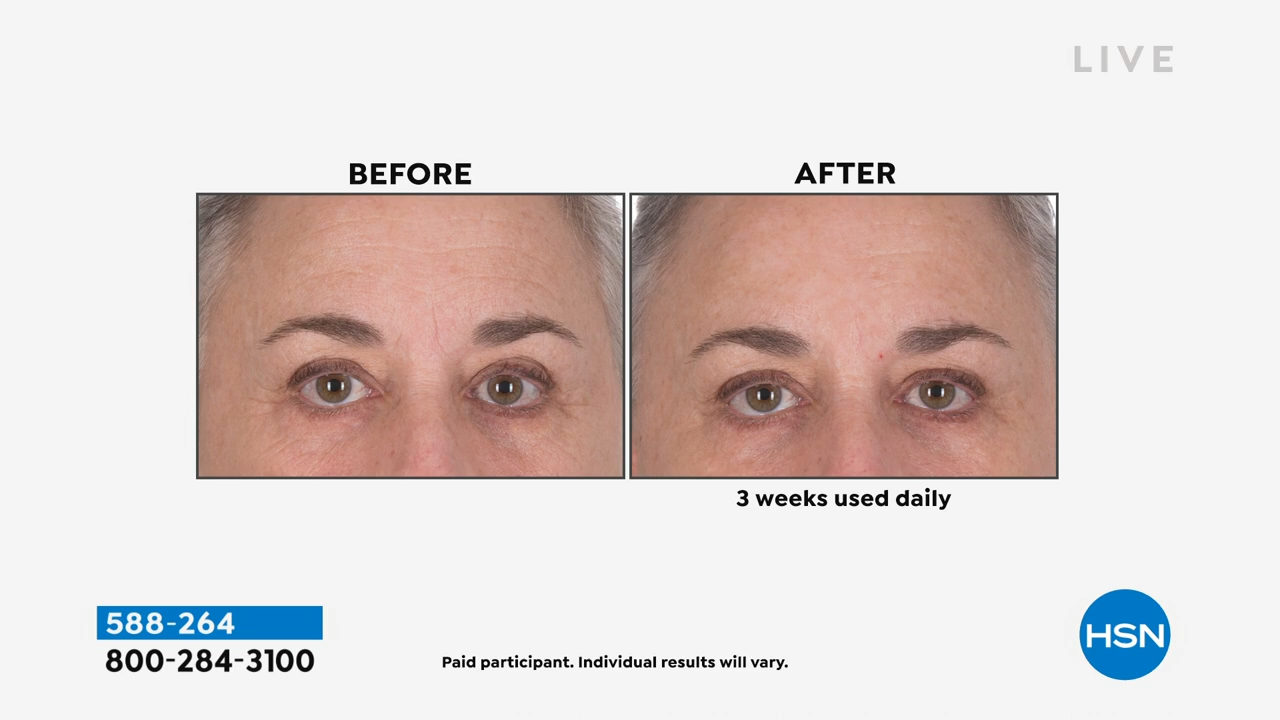 LIVE
BEFORE
AFTER
3 weeks used daily
588-264
800-284-3100
Paid participant. Individual results will vary.
HSN